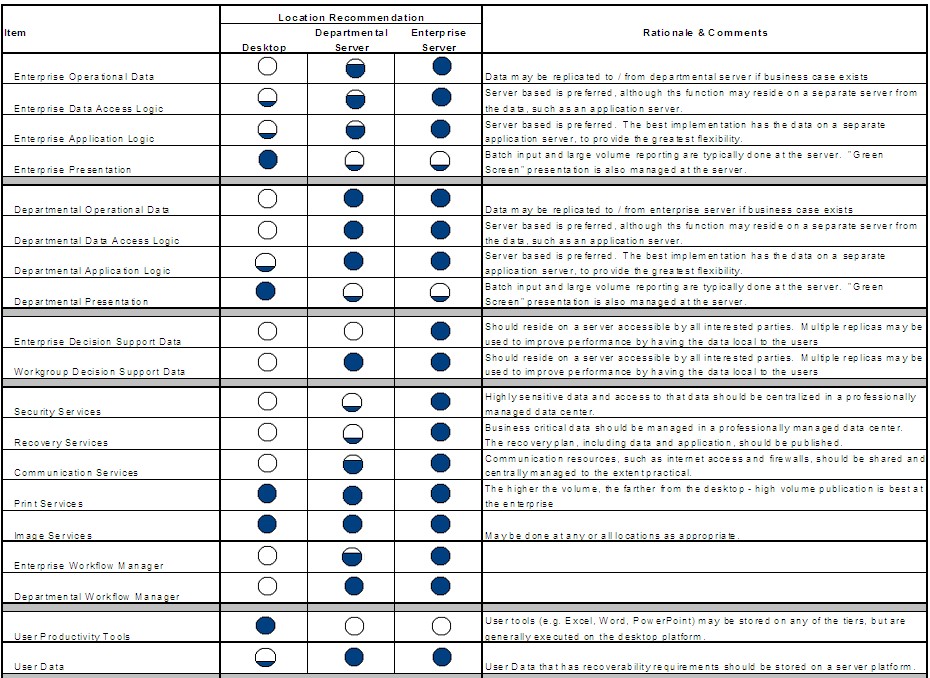 Location Recommendation
Item
Desktop
Departmental
Server
Enterprise
Server
Rationale & Comments
Enterprise Operational Data
Data may be replicated to / from departmental server if business case exists
Enterprise Data Access Logic
Server based is preferred, although ths function may reside on a separate server from
the data, such as an application server.
Enterprise Application Logic
Server based is preferred. The best implementation has the data on a separate
application server, to provide the greatest flexibility.
Enterprise Presentation
Batch input and large volume reporting are typically done at the server. "Green
Screen" presentation is also managed at the server.
Departmental Operational Data
Data may be replicated to / from enterprise server if business case exists
Departmental Data Access Logic
Server based is preferred, although ths function may reside on a separate server from
the data, such as an application server.
Departmental Application Logic
Server based is preferred. The best implementation has the data on a separate
application server, to provide the greatest flexibility.
Departmental Presentation
Batch input and large volume reporting are typically done at the server. "Green
Screen" presentation is also managed at the server.
Enterprise Decision Support Data
Should reside on a server accessible by all interested parties. Multiple replicas may be
used to improve performance by having the data local to the users
Workgroup Decision Support Data
Should reside on a server accessible by all interested parties. Multiple replicas may be
used to improve performance by having the data local to the users
Security Services
Highly sensitive data and access to that data should be centralized in a professionally
managed data center.
Recovery Services
Business critical data should be managed in a professionally managed data center.
The recovery plan, including data and application, should be published.
Communication Services
Communication resources, such as internet access and firewalls, should be shared and
centrally managed to the extent practical.
Print Services
The higher the volume, the farther from the desktop - high volume publication is best at
the enterprise
Image Services
May be done at any or all locations as appropriate.
Enterprise Workflow Manager
Departmental Workflow Manager
User Productivity Tools
User tools (e.g. Excel, Word, PowerPoint) may be stored on any of the tiers, but are
generally executed on the desktop platform.
User Data
User Data that has recoverability requirements should be stored on a server platform.